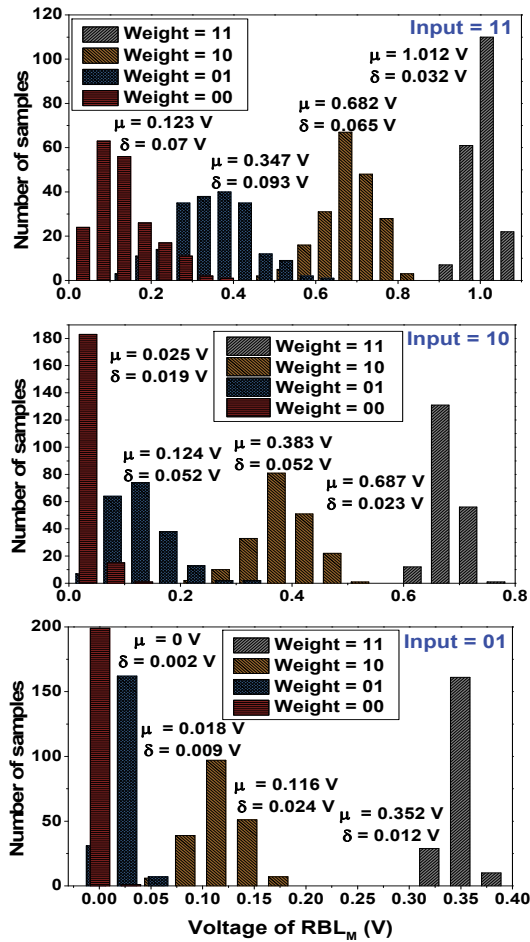 Input = 11
Weight = 11
Weight = 10
Weight = 01
Weight = 00
μ = 1.012 V
δ = 0.032 V
μ = 0.682 V
δ = 0.065 V
μ = 0.123 V
δ = 0.07 V
μ = 0.347 V
δ = 0.093 V
Number of samples
120
100
80
60
40
20
0
0.0 0.2 0.4 0.6 0.8 1.0
Input = 10
Weight = 11
Weight = 10
Weight = 01
Weight = 00
μ = 0.025 V
δ = 0.019 V
μ = 0.124 V
δ = 0.052 V
μ = 0.383 V
δ = 0.052 V
μ = 0.687 V
δ = 0.023 V
Number of samples
180
160
140
120
100
80
60
40
20
0
0.0 0.2 0.4 0.6 0.8
Input = 01
Weight = 11
Weight = 10
Weight = 01
Weight = 00
μ = 0 V
δ = 0.002 V
μ = 0.018 V
δ = 0.009 V
μ = 0.116 V
δ = 0.024 V
μ = 0.352 V
δ = 0.012 V
Number of samples
200
150
100
50
0
0.00 0.05 0.10 0.15 0.20 0.25 0.30 0.35 0.40
Voltage of RBL_M (V)